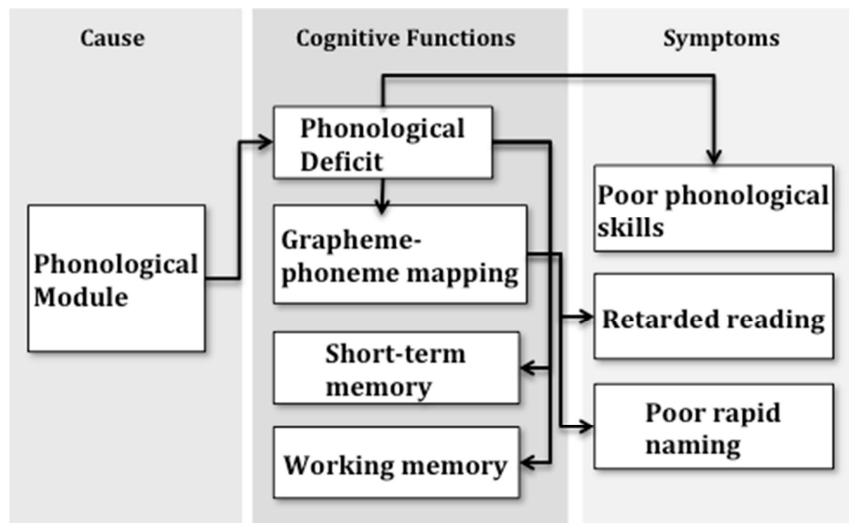 Cause
Cognitive Functions
Symptoms
Phonological
Module
Phonological
Deficit
Grapheme-
phoneme mapping
Short-term
memory
Working memory
Poor phonological
skills
Retarded reading
Poor rapid
naming